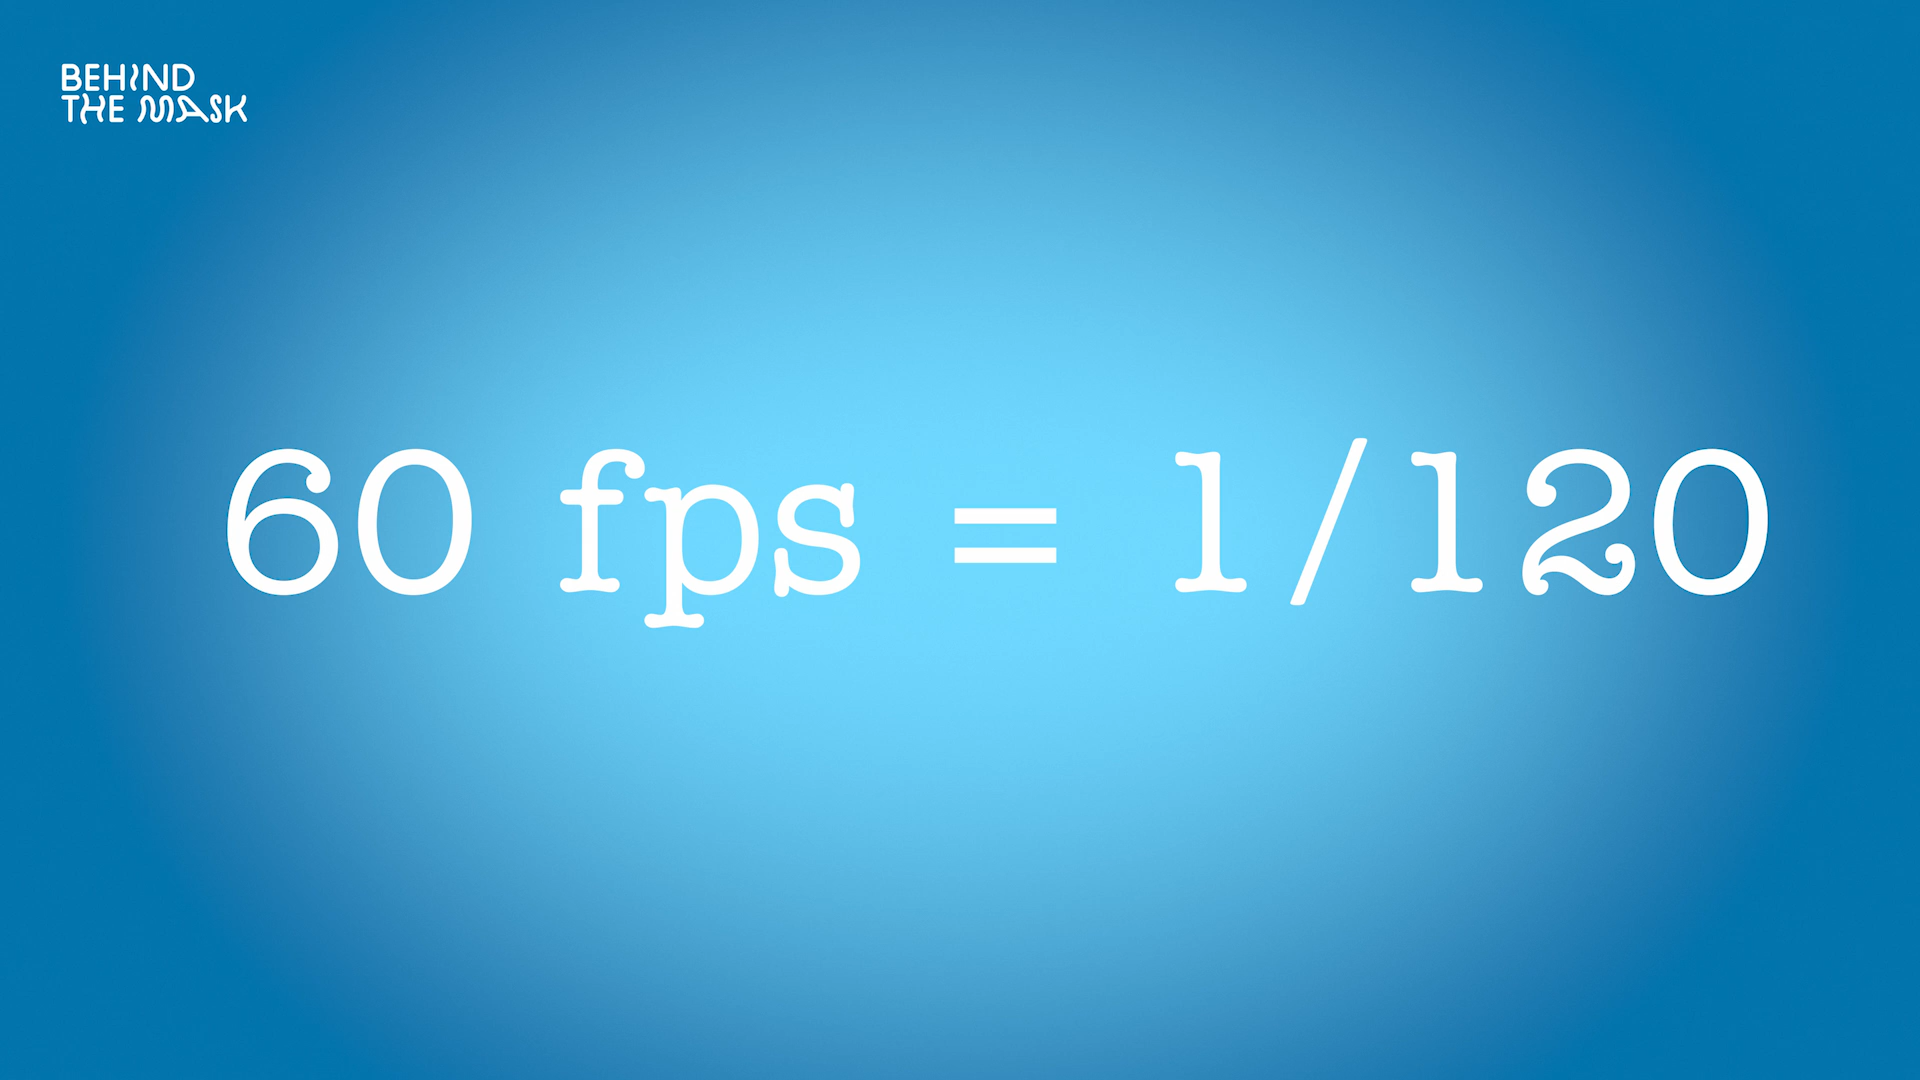 BEHIND
THE MASK
60 fps = 1/120